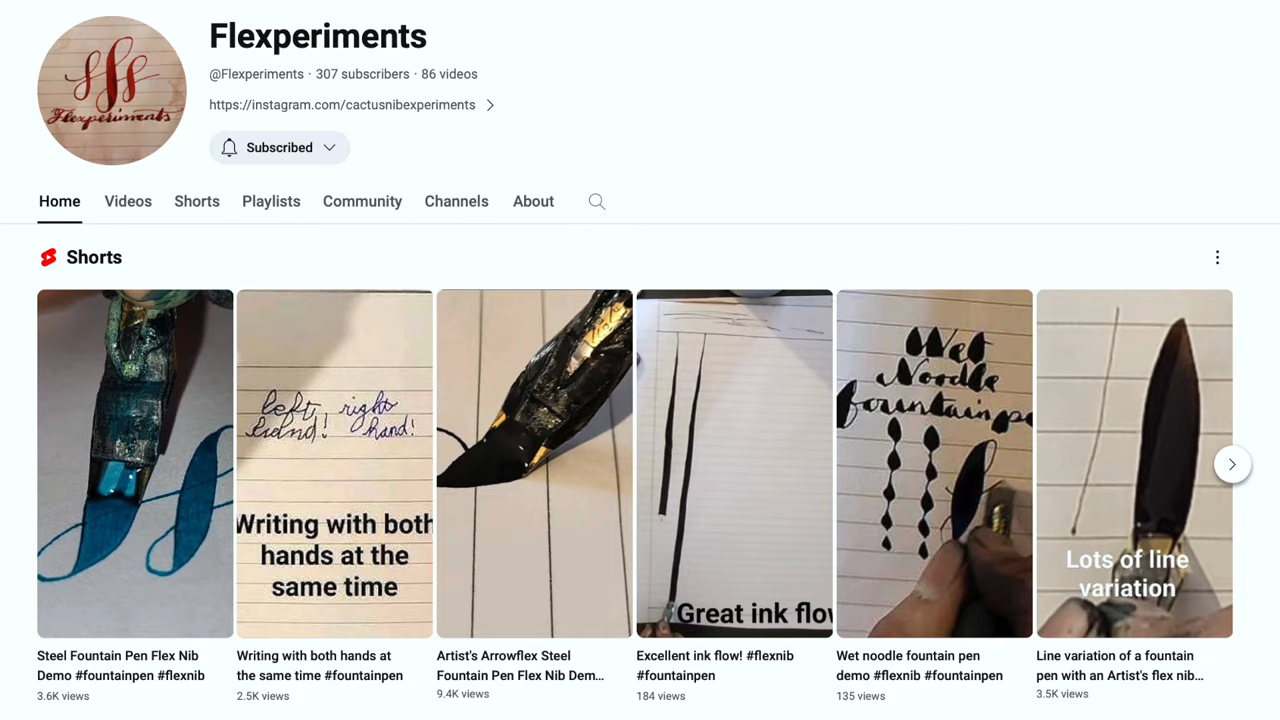 Flexperiments
Flexperiments
@Flexperiments · 307 subscribers · 86 videos
https://instagram.com/cactusnibexperiments
Subscribed
Home Videos Shorts Playlists Community Channels About
Shorts
left right
hand! hand!
Writing with both
hands at the
same time
Great ink flow
Wet
Noodle
fountain pe
Lots of line
variation
Steel Fountain Pen Flex Nib
Demo #fountainpen #flexnib
3.6K views
Writing with both hands at
the same time #fountainpen
2.5K views
Artist's Arrowflex Steel
Fountain Pen Flex Nib Dem...
9.4K views
Excellent ink flow! #flexnib
#fountainpen
184 views
Wet noodle fountain pen
demo #flexnib #fountainpen
135 views
Line variation of a fountain
pen with an Artist's flex nib...
3.5K views